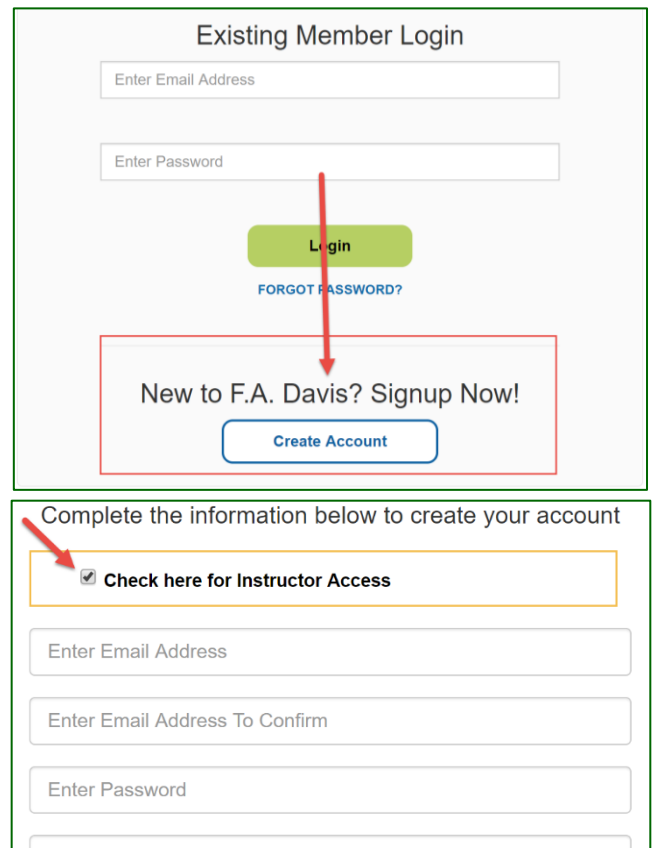 Existing Member Login
Enter Email Address
Enter Password
Login
FORGOT PASSWORD?
New to F.A. Davis? Signup Now!
Create Account
Complete the information below to create your account
Check here for Instructor Access
Enter Email Address
Enter Email Address To Confirm
Enter Password